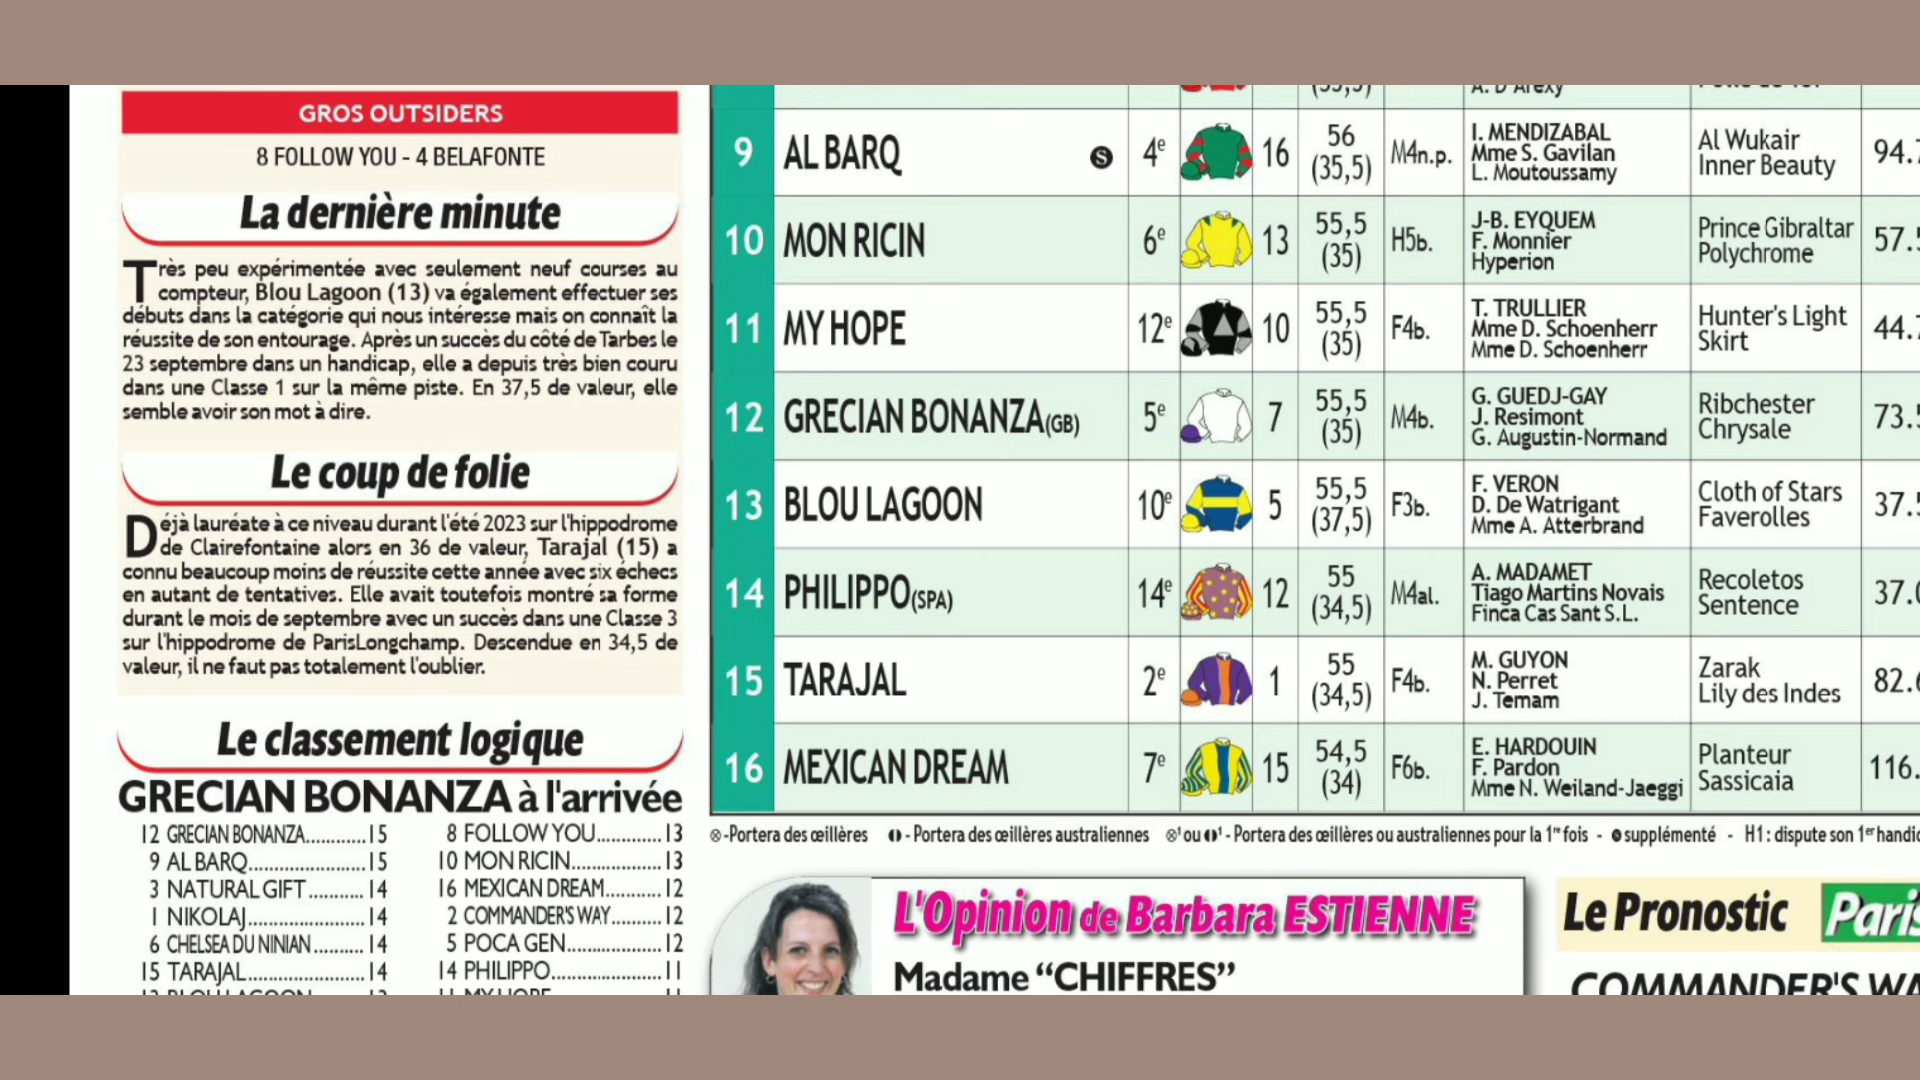 GROS OUTSIDERS
8 FOLLOW YOU - 4 BELAFONTE
La dernière minute
Très peu expérimentée avec seulement neuf courses au
compteur, Blou Lagoon (13) va également effectuer ses
débuts dans la catégorie qui nous intéresse mais on connaît la
réussite de son entourage. Après un succès du côté de Tarbes le
23 septembre dans un handicap, elle a depuis très bien couru
dans une Classe 1 sur la même piste. En 37,5 de valeur, elle
semble avoir son mot à dire.
Le coup de folie
Déjà lauréate à ce niveau durant l'été 2023 sur l'hippodrome
de Clairefontaine alors en 36 de valeur, Tarajal (15) a
connu beaucoup moins de réussite cette année avec six échecs
en autant de tentatives. Elle avait toutefois montré sa forme
durant le mois de septembre avec un succès dans une Classe 3
sur l'hippodrome de ParisLongchamp. Descendue en 34,5 de
valeur, il ne faut pas totalement l'oublier.
Le classement logique
GRECIAN BONANZA à l'arrivée
12 GRECIAN BONANZA............15
9 AL BARQ......................15
3 NATURAL GIFT..........14
1 NIKOLAJ......................14
6 CHELSEA DU NINIAN..........14
15 TARAJAL......................14
8 FOLLOW YOU.............13
10 MON RICIN...................13
16 MEXICAN DREAM...........12
2 COMMANDER'S WAY..........12
5 POCA GEN...................12
14 PHILIPPO......................11
9 AL BARQ S 4e 16 56 (35,5) M4n.p. I. MENDIZABAL Mme S. Gavilan L. Moutoussamy Al Wukair Inner Beauty 94.
10 MON RICIN 6e 13 55,5 (35) H5b. J-B. EYQUEM F. Monnier Hyperion Prince Gibraltar Polychrome 57.
11 MY HOPE 12e 10 55,5 (35) F4b. T. TRULLIER Mme D. Schoenherr Mme D. Schoenherr Hunter's Light Skirt 44.
12 GRECIAN BONANZA(GB) 5e 7 55,5 (35) M4b. G. GUEDJ-GAY J. Resimont G. Augustin-Normand Ribchester Chrysale 73.
13 BLOU LAGOON 10e 5 55,5 (37,5) F3b. F. VERON D. De Watrigant Mme A. Atterbrand Cloth of Stars Faverolles 37.
14 PHILIPPO(SPA) 14e 12 55 (34,5) M4al. A. MADAMET Tiago Martins Novais Finca Cas Sant S.L. Recoletos Sentence 37.
15 TARAJAL 2e 1 55 (34,5) F4b. M. GUYON N. Perret J. Temam Zarak Lily des Indes 82.
16 MEXICAN DREAM 7e 15 54,5 (34) F6b. E. HARDOUIN F. Pardon Mme N. Weiland-Jaeggi Planteur Sassicaia 116.
⊗-Portera des œillères - Portera des œillères australiennes ⊗1 ou 1 - Portera des œillères ou australiennes pour la 1re fois - supplémenté - H1 : dispute son 1er handic
L'Opinion de Barbara ESTIENNE
Madame “CHIFFRES”
Le Pronostic Paris
COMMANDER'S WA